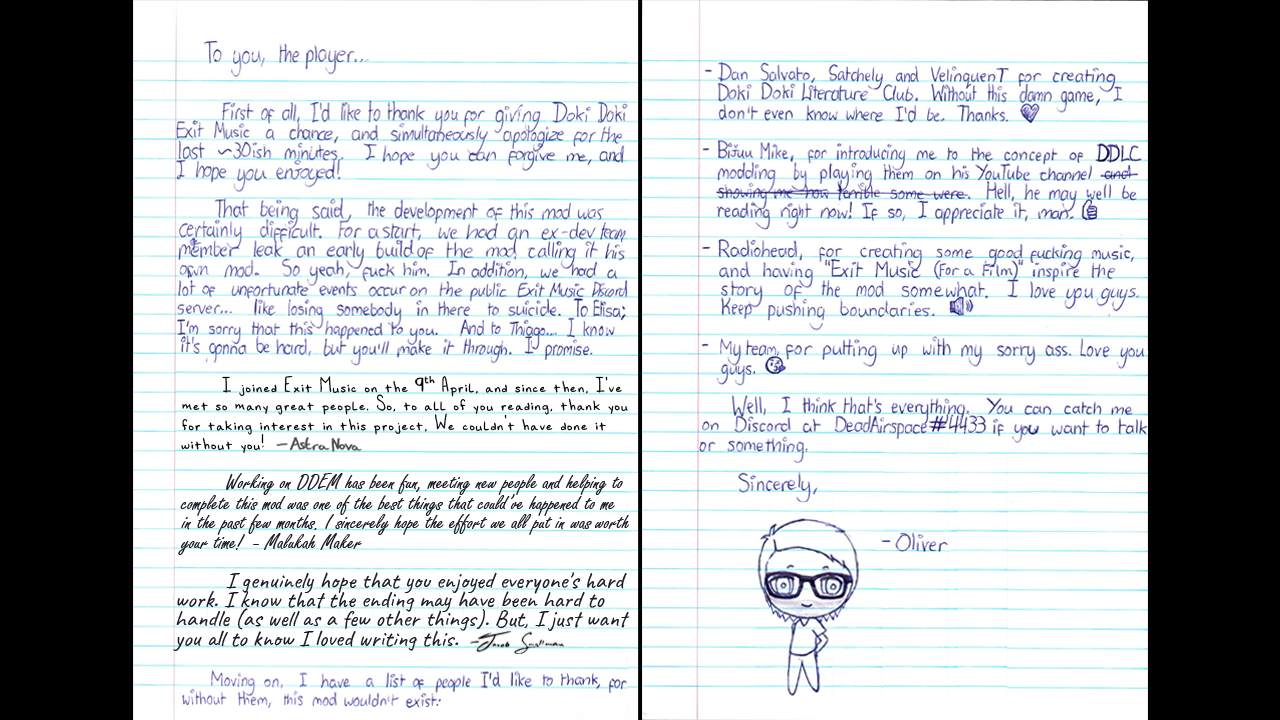 To you, the player...
First of all, I'd like to thank you for giving Doki Doki
Exit Music a chance, and simultaneously apologize for the
last ~30ish minutes. I hope you can forgive me, and
I hope you enjoyed!
That being said, the development of this mod was
certainly difficult. For a start, we had an ex-dev team
member leak an early build of the mod, calling it his
own mod. So yeah, fuck him. In addition, we had a
lot of unfortunate events occur on the public Exit Music Discord
server... like losing somebody in there to suicide. To Elisa;
I'm sorry that this happened to you. And to Thiago... I know
it's gonna be hard, but you'll make it through. I promise.
I joined Exit Music on the 9th April, and since then, I've
met so many great people. So, to all of you reading, thank you
for taking interest in this project. We couldn't have done it
without you! - Astra Nova
Working on DDEM has been fun, meeting new people and helping to
complete this mod was one of the best things that could've happened to me
in the past few months. I sincerely hope the effort we all put in was worth
your time! - Malukah Maker
I genuinely hope that you enjoyed everyone's hard
work. I know that the ending may have been hard to
handle (as well as a few other things). But, I just want
you all to know I loved writing this. - Jacob
Moving on, I have a list of people I'd like to thank, for
without them, this mod wouldn't exist:
- Dan Salvato, Satchely and VelinquenT for creating
Doki Doki Literature Club. Without this damn game, I
don't even know where I'd be. Thanks.
- Bijuu Mike, for introducing me to the concept of DDLC
modding by playing them on his YouTube channel and
showing me how terrible some were. Hell, he may well be
reading right now! If so, I appreciate it, man.
- Radiohead, for creating some good fucking music,
and having "Exit Music (For a Film)" inspire the
story of the mod somewhat. I love you guys.
Keep pushing boundaries.
- My team, for putting up with my sorry ass. Love you
guys.
Well, I think that's everything. You can catch me
on Discord at DeadAirspace#4433 if you want to talk
or something.
Sincerely,
- Oliver